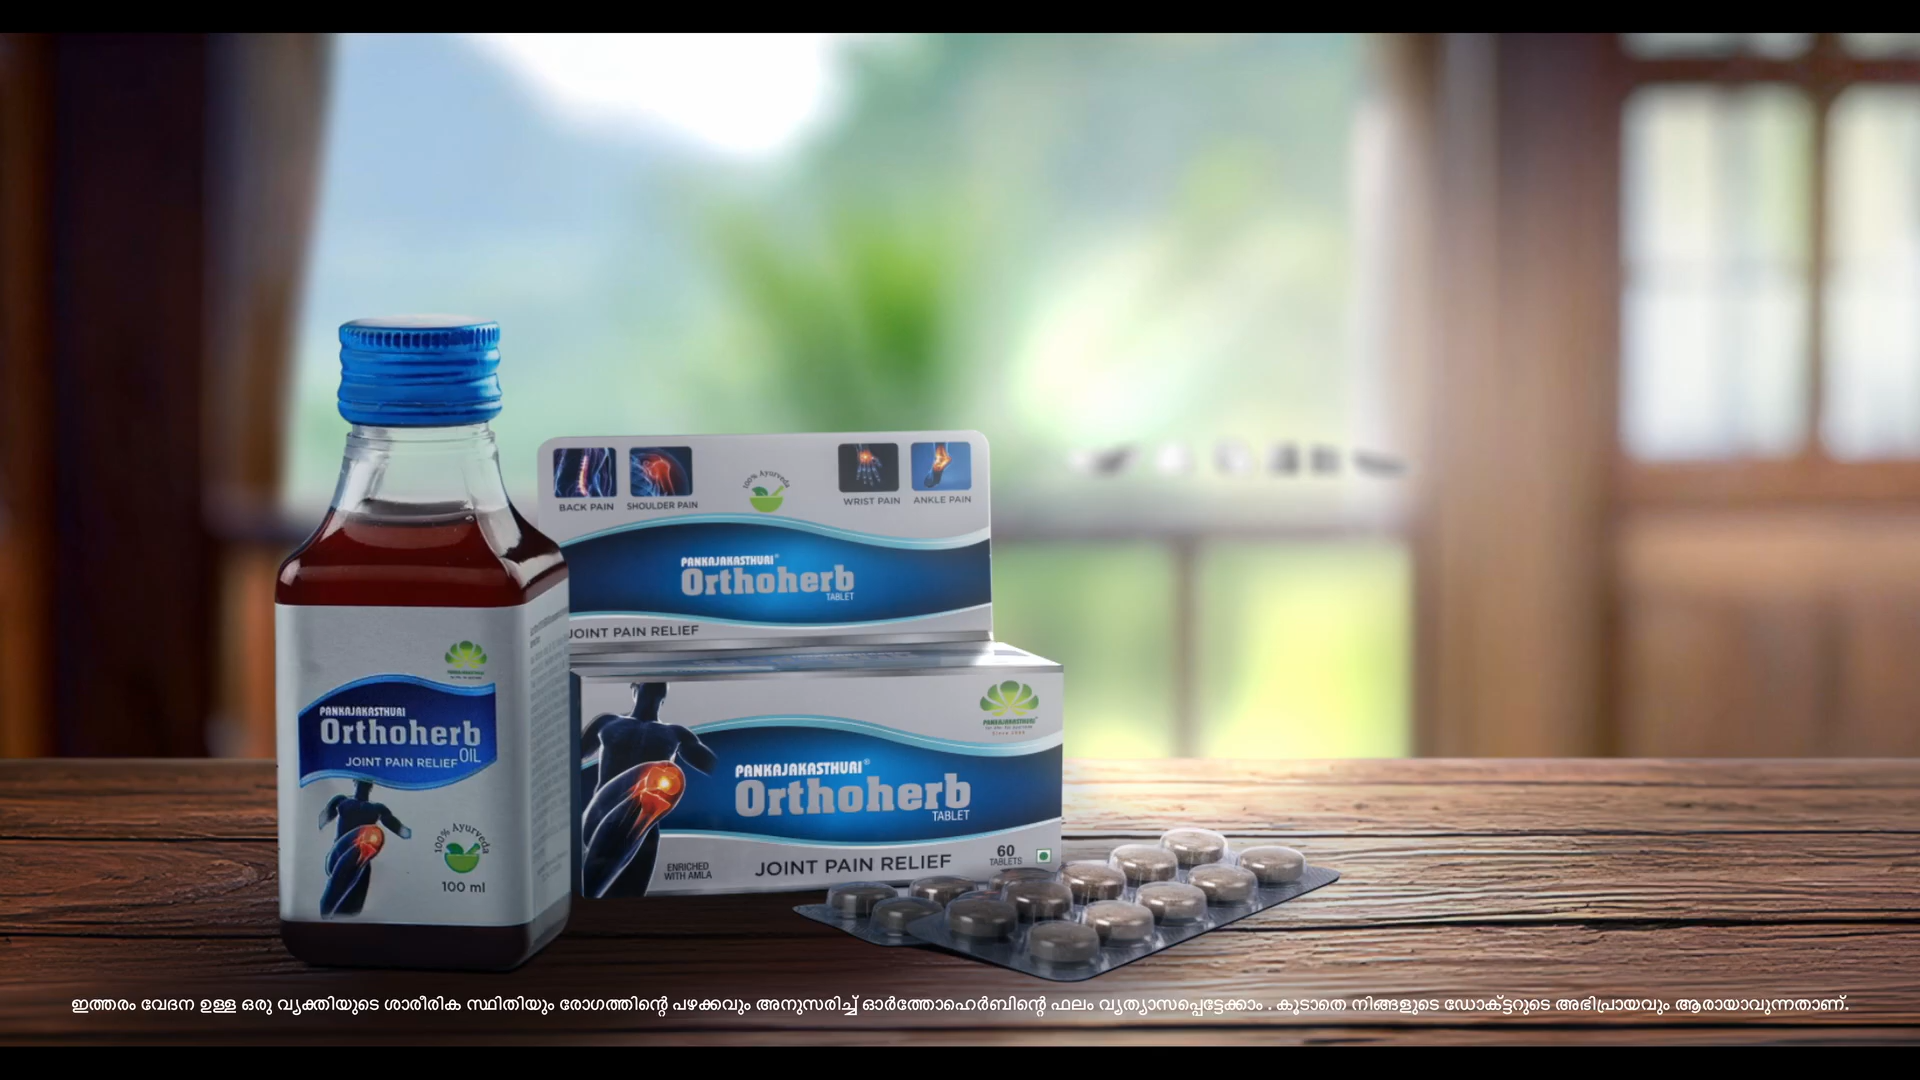 BACK PAIN
SHOULDER PAIN
100% Ayurveda
WRIST PAIN
ANKLE PAIN
PANKAJAKASTHURI®
Orthoherb
TABLET
JOINT PAIN RELIEF
PANKAJAKASTHURI
Orthoherb
OIL
JOINT PAIN RELIEF
100% Ayurveda
100 ml
PANKAJAKASTHURI
PANKAJAKASTHURI®
Orthoherb
TABLET
ENRICHED
WITH AMLA
JOINT PAIN RELIEF
60
TABLETS
ഇത്തരം വേദന ഉള്ള ഒരു വ്യക്തിയുടെ ശാരീരിക സ്ഥിതിയും രോഗത്തിന്റെ പഴക്കവും അനുസരിച്ച് ഓർത്തോഹെർബിന്റെ ഫലം വ്യത്യാസപ്പെട്ടേക്കാം . കൂടാതെ നിങ്ങളുടെ ഡോക്ട്ടറുടെ അഭിപ്രായവും ആരായാവുന്നതാണ്.